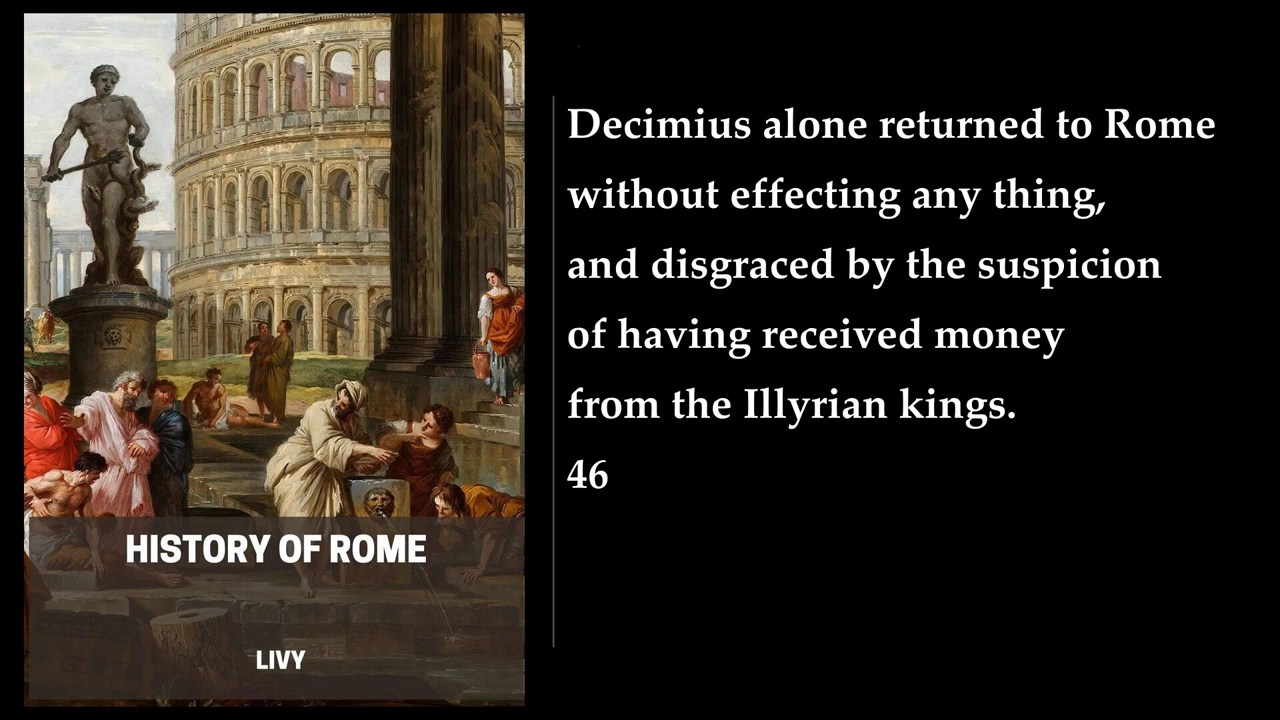 HISTORY OF ROME
LIVY
Decimius alone returned to Rome
without effecting any thing,
and disgraced by the suspicion
of having received money
from the Illyrian kings.
46